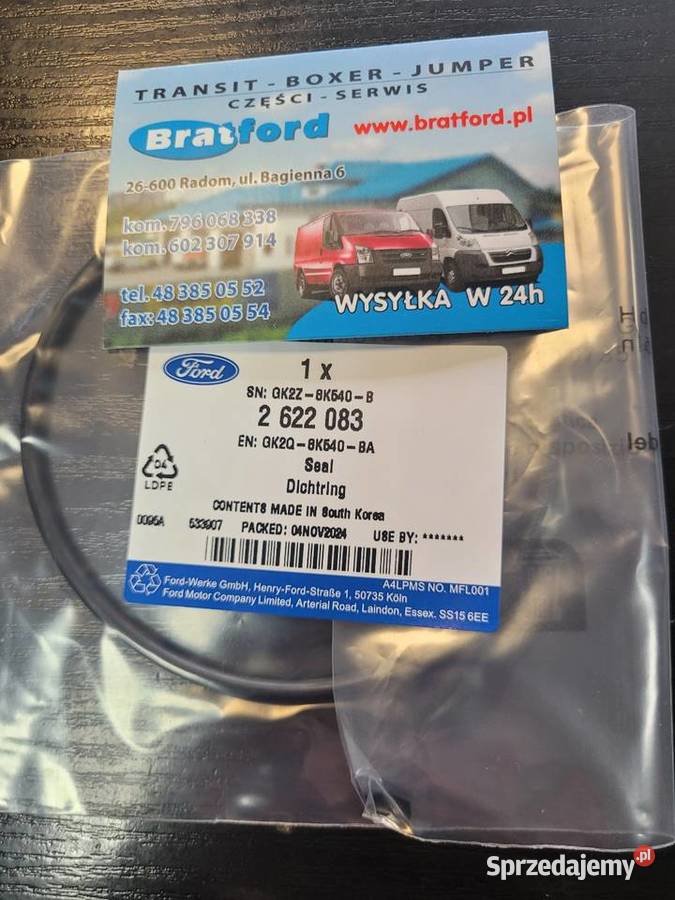 TRANSIT - BOXER - JUMPER
CZĘŚCI - SERWIS
Bratford
www.bratford.pl
26-600 Radom, ul. Bagienna 6
kom. 796 068 338
kom. 602 307 914
tel. 48 385 05 52
fax: 48 385 05 54
WYSYŁKA W 24h
Ford
1 x
SN: GK2Z-8K540-B
2 622 083
EN: GK2Q-8K540-BA
Seal
Dichtring
04
LDPE
CONTENTS MADE IN South Korea
0095A 533907 PACKED: 04NOV2024 USE BY: *******
A4LPMS NO. MFL001
Ford-Werke GmbH, Henry-Ford-Straße 1, 50735 Köln
Ford Motor Company Limited, Arterial Road, Laindon, Essex. SS15 6EE
Sprzedajemy.pl